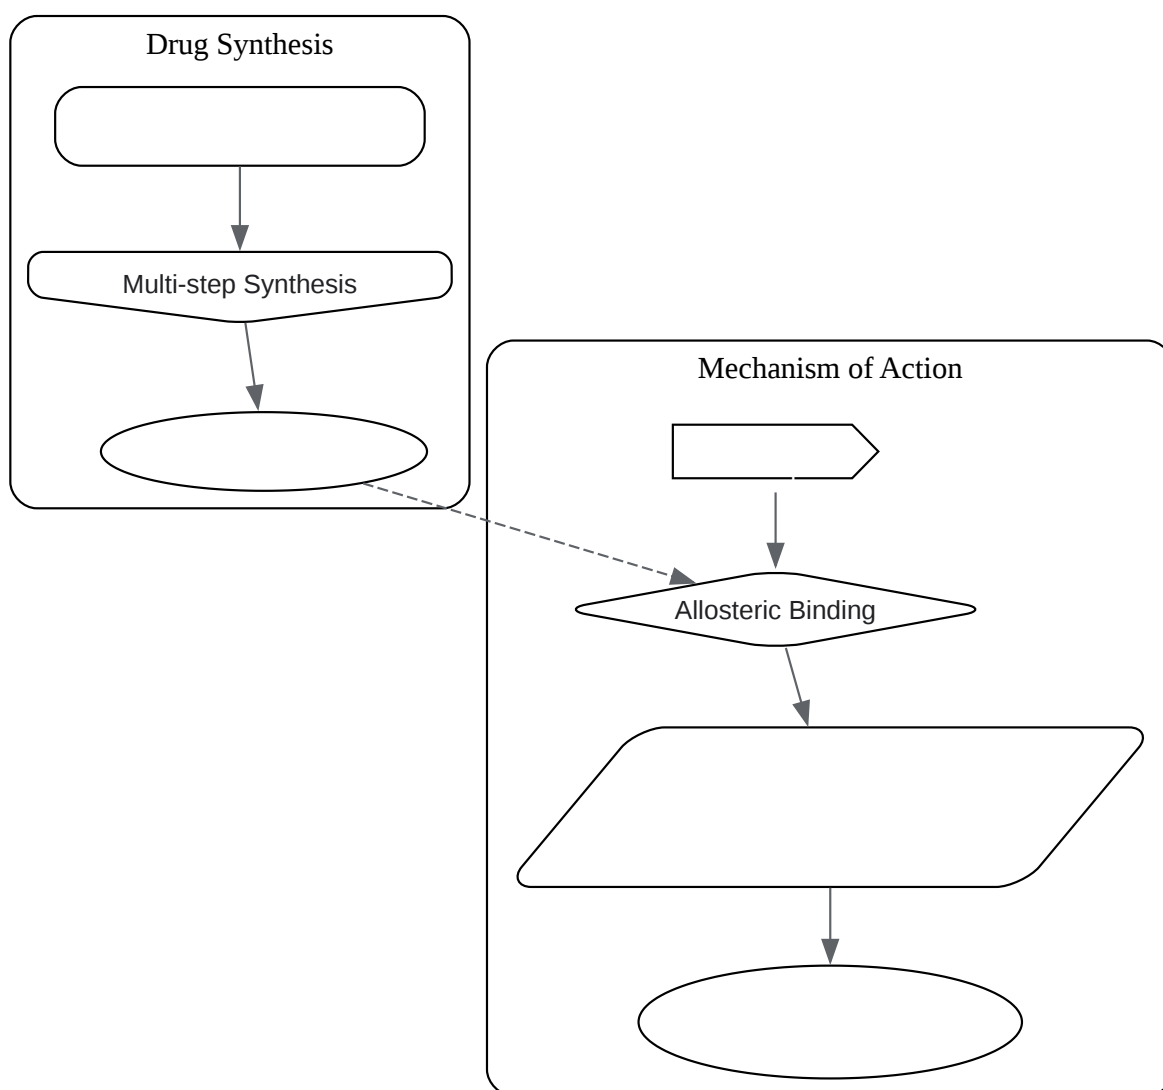 Drug Synthesis
Multi-step Synthesis
Mechanism of Action
Allosteric Binding